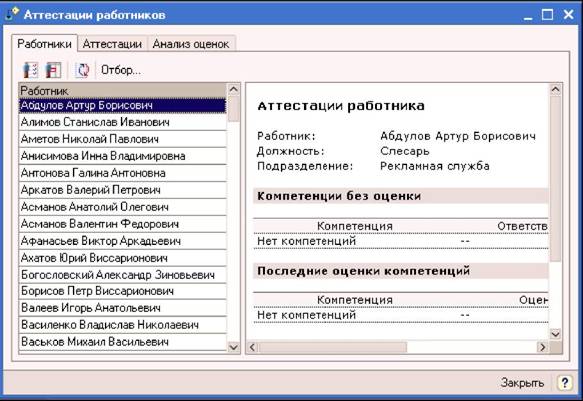 Аттестации работников
Работники Аттестации Анализ оценок
Отбор...
Работник
Абдулов Артур Борисович
Алимов Станислав Иванович
Аметов Николай Павлович
Анисимова Инна Владимировна
Антонова Галина Антоновна
Аркатов Валерий Петрович
Асманов Анатолий Олегович
Асманов Валентин Федорович
Афанасьев Виктор Аркадьевич
Ахатов Юрий Виссарионович
Богословский Александр Зиновьевич
Борисов Петр Виссарионович
Валеев Игорь Анатольевич
Василенко Владислав Николаевич
Васьков Михаил Васильевич
Аттестации работника
Работник: Абдулов Артур Борисович
Должность: Слесарь
Подразделение: Рекламная служба
Компетенции без оценки
Компетенция Ответств
Нет компетенций --
Последние оценки компетенций
Компетенция Оцен
Нет компетенций --
Закрыть ?